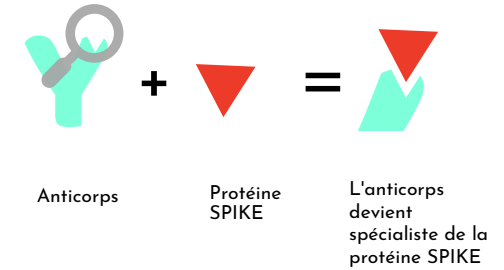 +
=
Anticorps
Protéine
SPIKE
L'anticorps
devient
spécialiste de la
protéine SPIKE